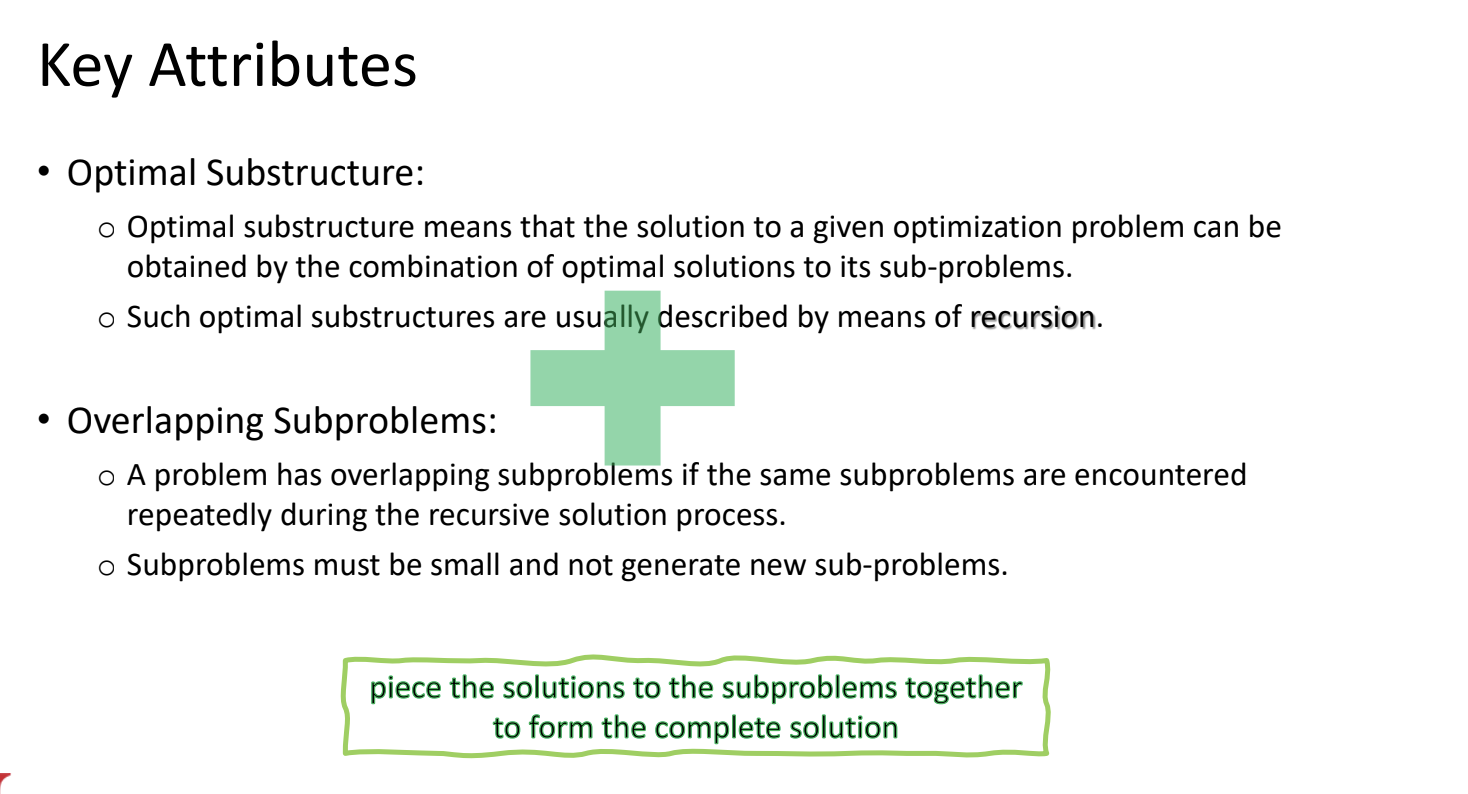 Key Attributes
• Optimal Substructure:
o Optimal substructure means that the solution to a given optimization problem can be
obtained by the combination of optimal solutions to its sub-problems.
o Such optimal substructures are usually described by means of recursion.
• Overlapping Subproblems:
o A problem has overlapping subproblems if the same subproblems are encountered
repeatedly during the recursive solution process.
o Subproblems must be small and not generate new sub-problems.
piece the solutions to the subproblems together
to form the complete solution